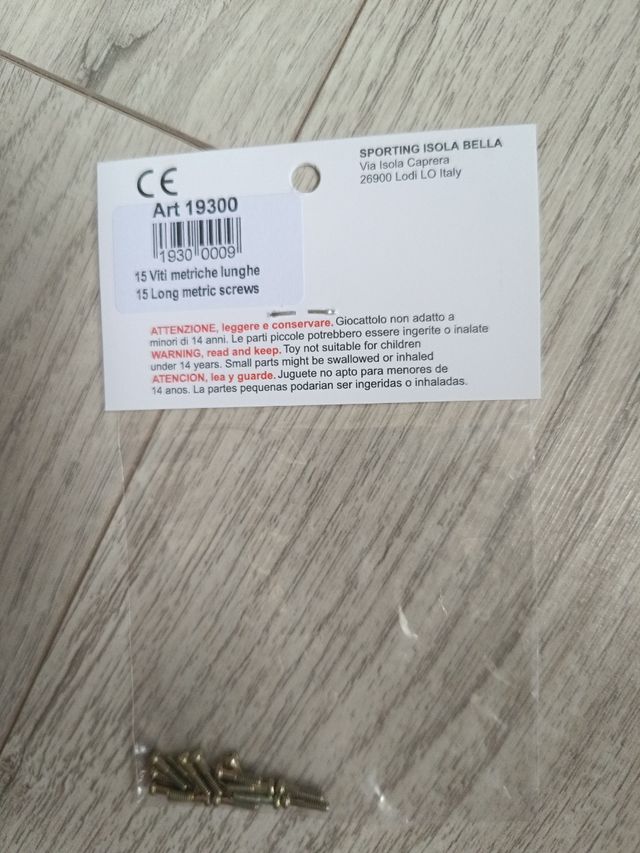 CE
SPORTING ISOLA BELLA
Via Isola Caprera
26900 Lodi LO Italy
Art 19300
1930 0009
15 Viti metriche lunghe
15 Long metric screws
ATTENZIONE, leggere e conservare. Giocattolo non adatto a
minori di 14 anni. Le parti piccole potrebbero essere ingerite o inalate
WARNING, read and keep. Toy not suitable for children
under 14 years. Small parts might be swallowed or inhaled
ATENCION, lea y guarde. Juguete no apto para menores de
14 anos. La partes pequenas podarian ser ingeridas o inhaladas.